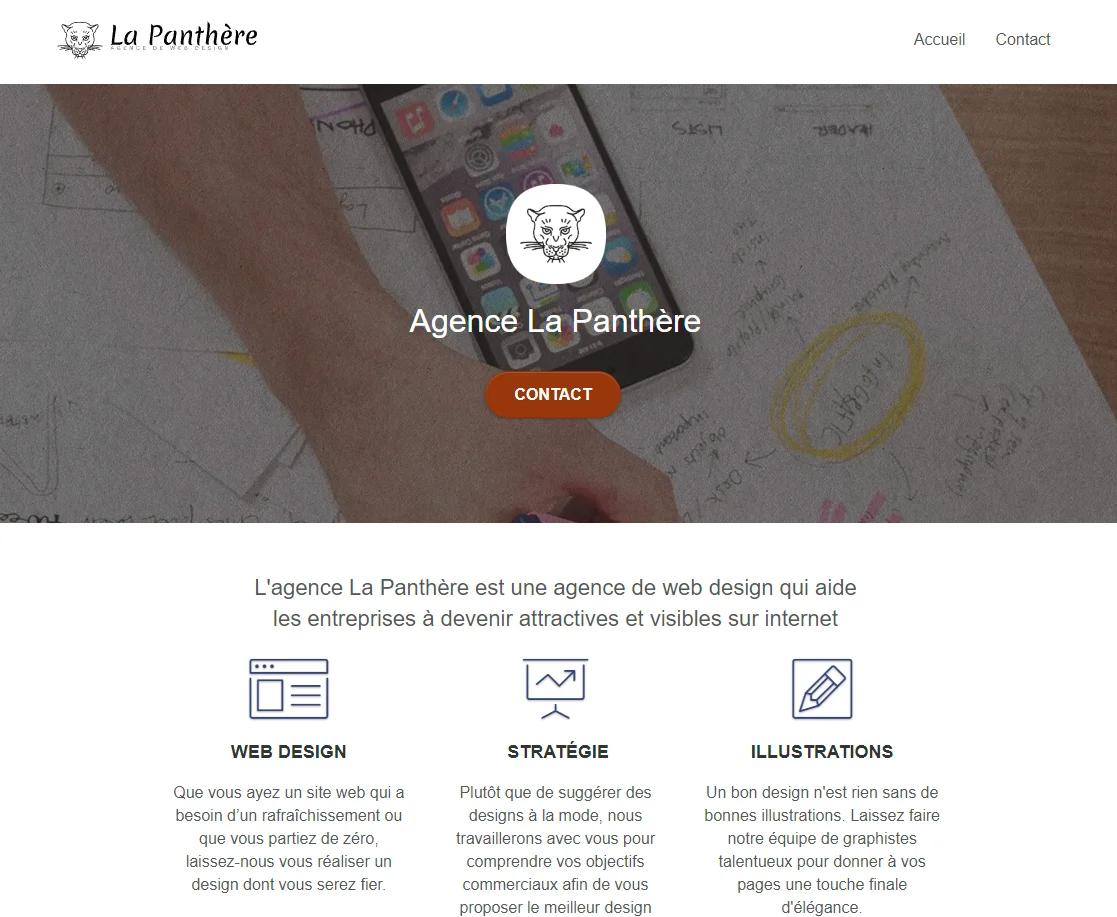 La Panthère
AGENCE DE WEB DESIGN
Accueil
Contact
LISTS
HEADER
INFOGRAFIC
Agence La Panthère
CONTACT
L'agence La Panthère est une agence de web design qui aide
les entreprises à devenir attractives et visibles sur internet
WEB DESIGN
Que vous ayez un site web qui a
besoin d’un rafraîchissement ou
que vous partiez de zéro,
laissez-nous vous réaliser un
design dont vous serez fier.
STRATÉGIE
Plutôt que de suggérer des
designs à la mode, nous
travaillerons avec vous pour
comprendre vos objectifs
commerciaux afin de vous
proposer le meilleur design
ILLUSTRATIONS
Un bon design n'est rien sans de
bonnes illustrations. Laissez faire
notre équipe de graphistes
talentueux pour donner à vos
pages une touche finale
d'élégance.